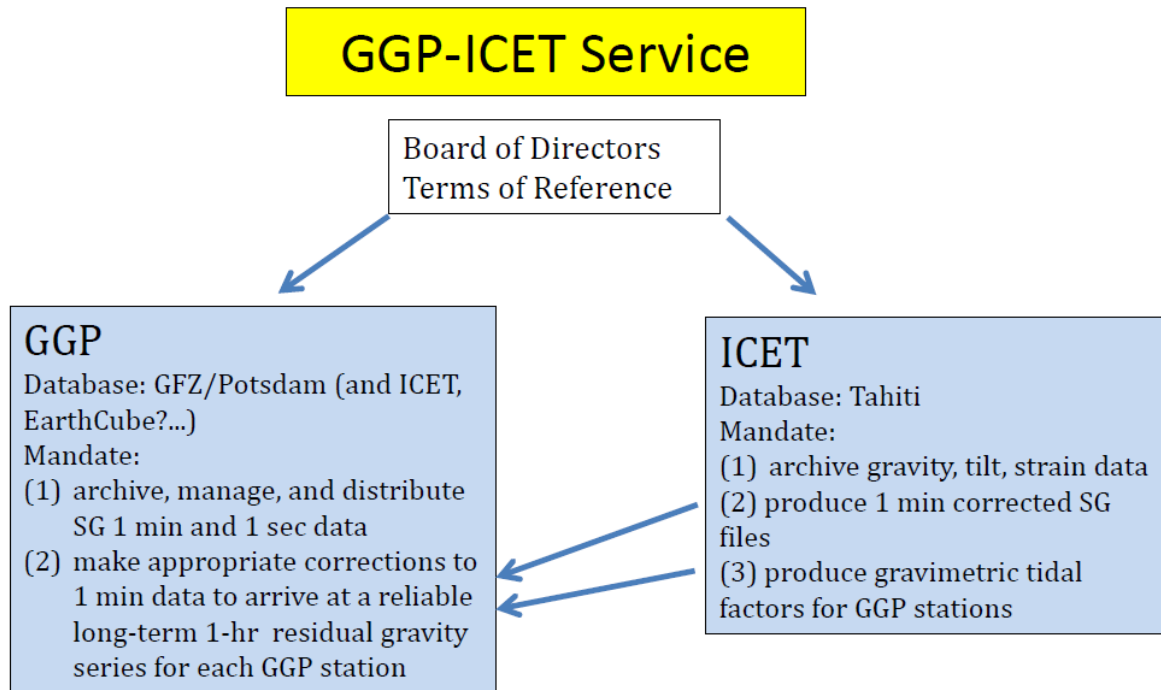 GGP-ICET Service
Board of Directors
Terms of Reference
GGP
Database: GFZ/Potsdam (and ICET,
EarthCube?...)
Mandate:
(1) archive, manage, and distribute
SG 1 min and 1 sec data
(2) make appropriate corrections to
1 min data to arrive at a reliable
long-term 1-hr residual gravity
series for each GGP station
ICET
Database: Tahiti
Mandate:
(1) archive gravity, tilt, strain data
(2) produce 1 min corrected SG
files
(3) produce gravimetric tidal
factors for GGP stations